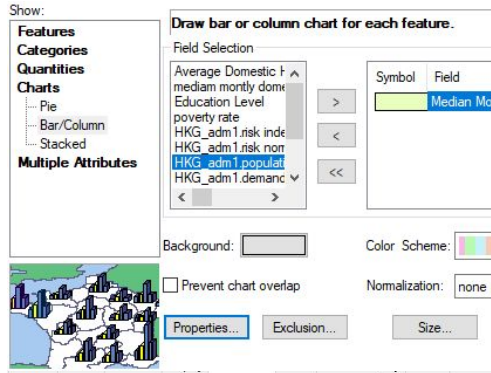 Show:
Features
Categories
Quantities
Charts
Pie
Bar/Column
Stacked
Multiple Attributes
Draw bar or column chart for each feature.
Field Selection
Average Domestic H
mediam montly dome
Education Level
poverty rate
HKG_adm1.risk inde
HKG_adm1.risk nom
HKG_adm1.populati
HKG_adm1.demand
>
<
<<
Symbol Field
Median Mo
Background:
Color Scheme:
Prevent chart overlap
Normalization: none
Properties... Exclusion... Size...